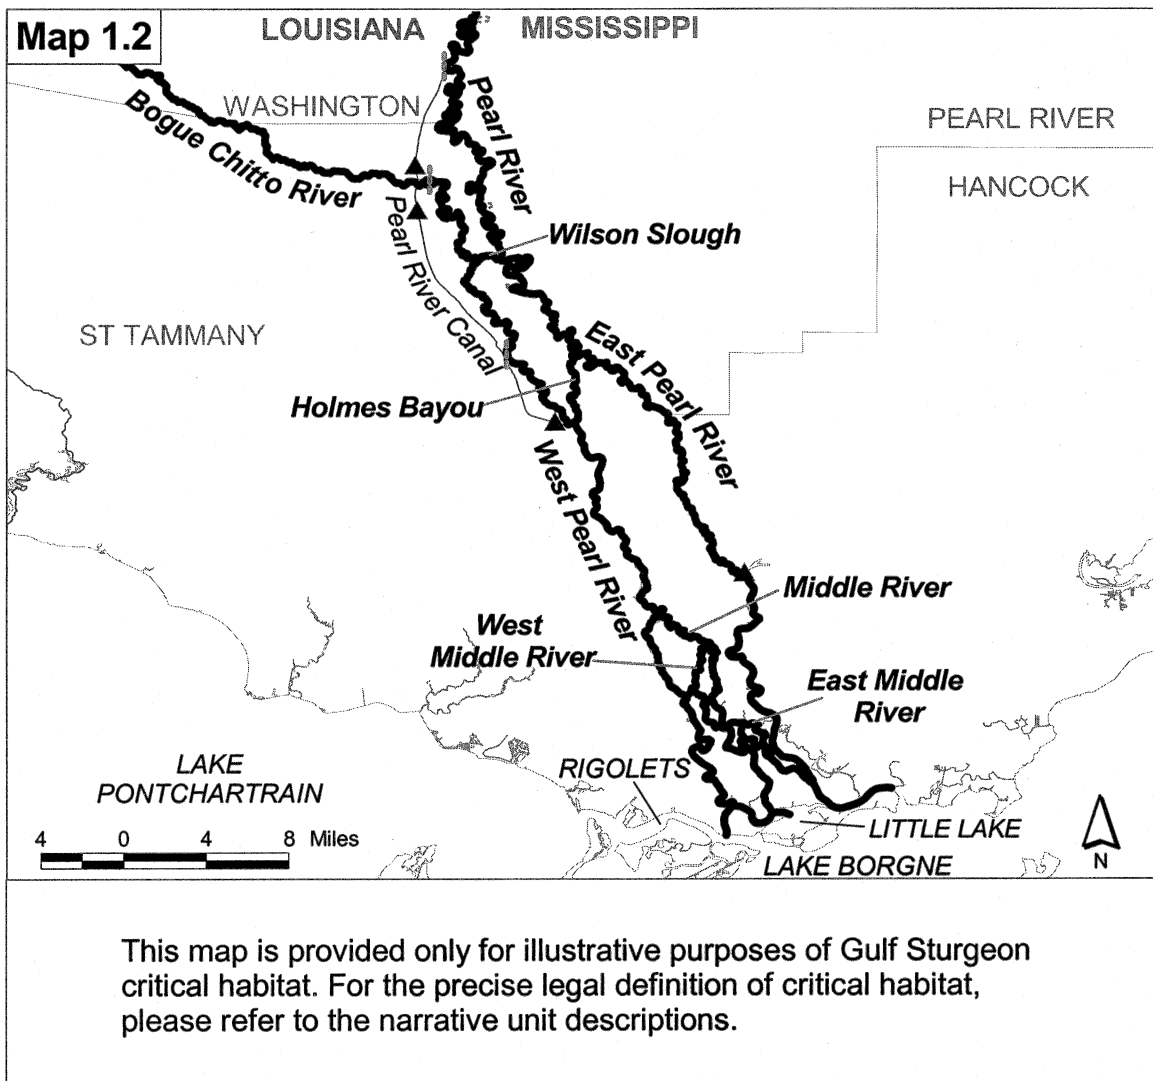 Map 1.2
LOUISIANA
MISSISSIPPI
WASHINGTON
Pearl River
PEARL RIVER
Bogue Chitto River
HANCOCK
Pearl River Canal
Wilson Slough
ST TAMMANY
East Pearl River
Holmes Bayou
West Pearl River
Middle River
West
Middle River
East Middle
River
LAKE
PONTCHARTRAIN
RIGOLETS
LITTLE LAKE
4 0 4 8 Miles
LAKE BORGNE
N
This map is provided only for illustrative purposes of Gulf Sturgeon
critical habitat. For the precise legal definition of critical habitat,
please refer to the narrative unit descriptions.